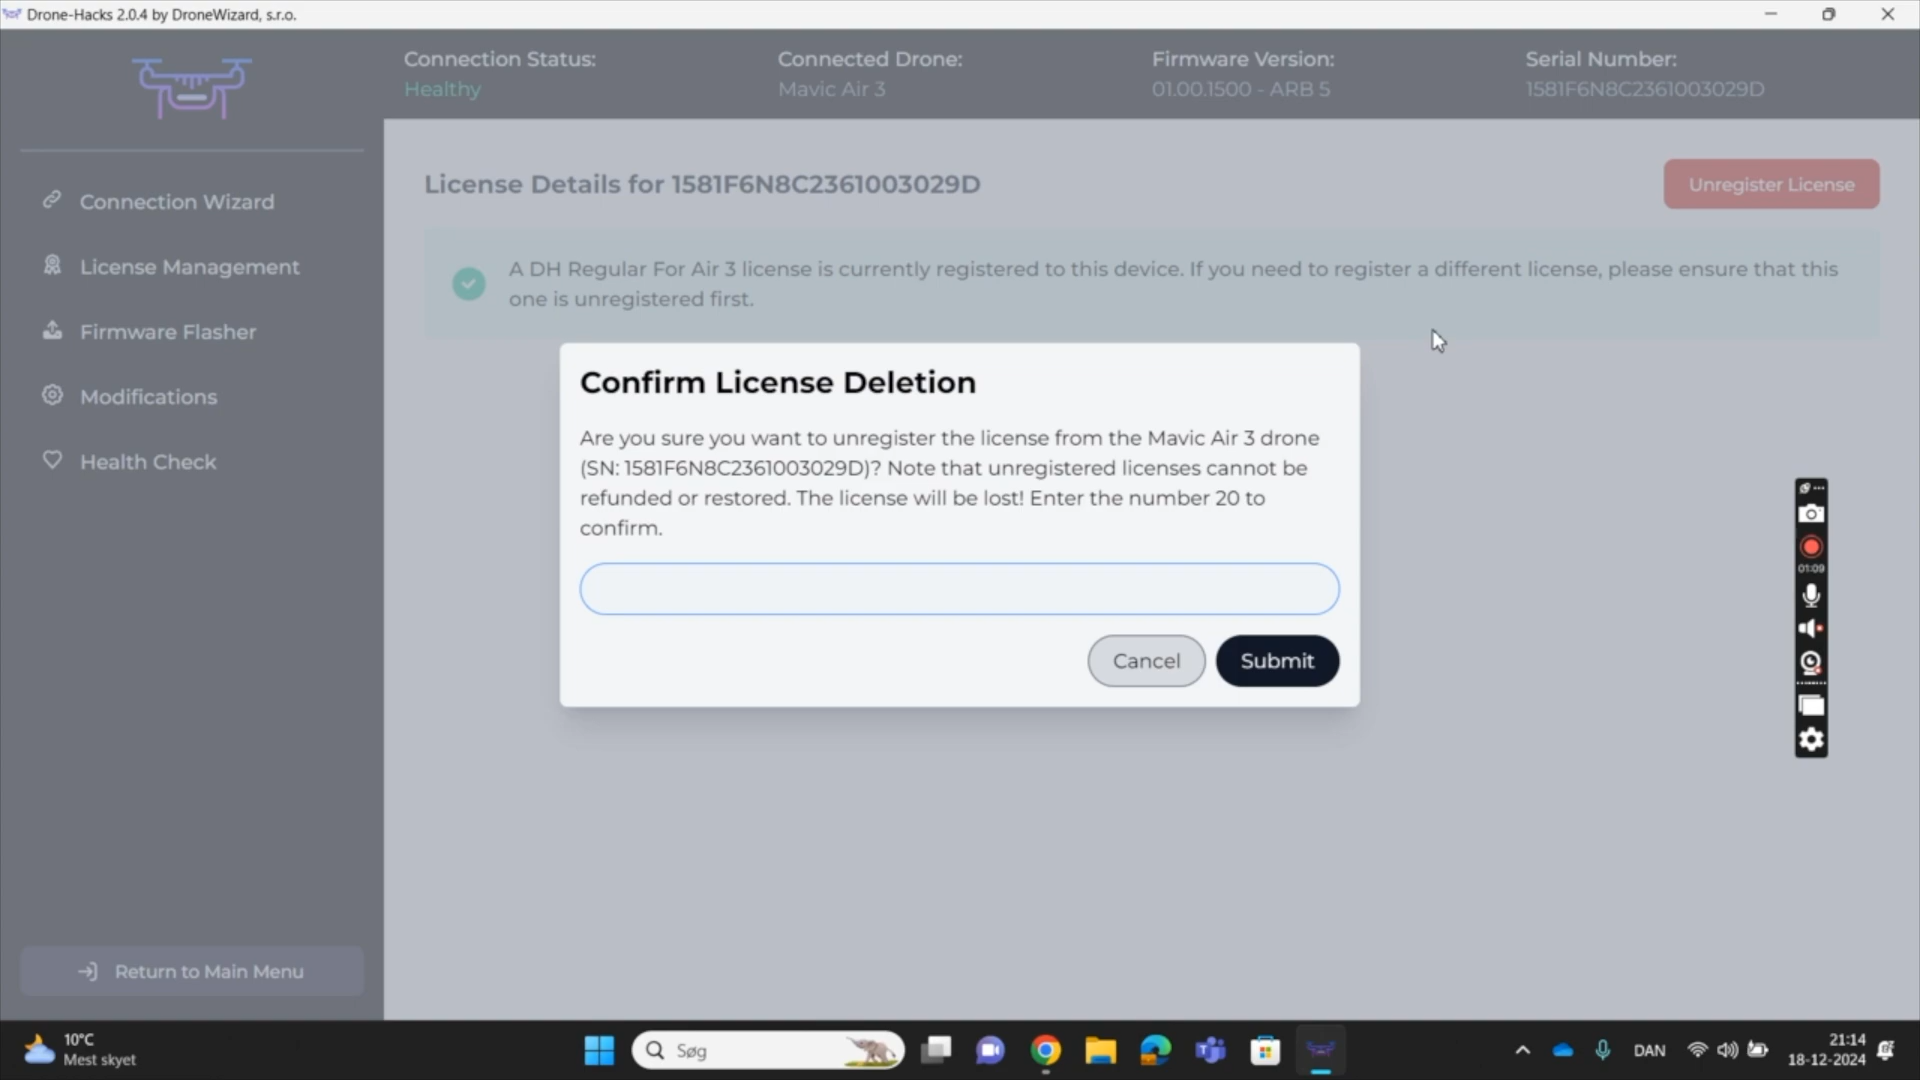 Drone-Hacks 2.0.4 by DroneWizard, s.r.o.
Connection Status:
Healthy
Connected Drone:
Mavic Air 3
Firmware Version:
01.00.1500 - ARB 5
Serial Number:
1581F6N8C2361003029D
Connection Wizard
License Management
Firmware Flasher
Modifications
Health Check
Return to Main Menu
License Details for 1581F6N8C2361003029D
Unregister License
A DH Regular For Air 3 license is currently registered to this device. If you need to register a different license, please ensure that this
one is unregistered first.
Confirm License Deletion
Are you sure you want to unregister the license from the Mavic Air 3 drone
(SN: 1581F6N8C2361003029D)? Note that unregistered licenses cannot be
refunded or restored. The license will be lost! Enter the number 20 to
confirm.
Cancel
Submit
01:09
10°C
Mest skyet
Søg
DAN
21:14
18-12-2024